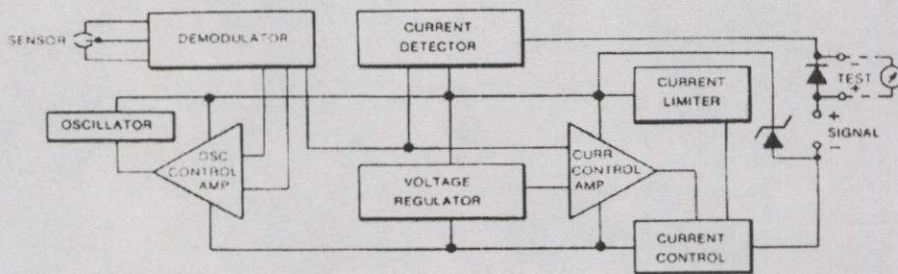 SENSOR
DEMODULATOR
CURRENT
DETECTOR
−
TEST
+
CURRENT
LIMITER
OSCILLATOR
+
SIGNAL
−
OSC
CONTROL
AMP
VOLTAGE
REGULATOR
CURR
CONTROL
AMP
CURRENT
CONTROL